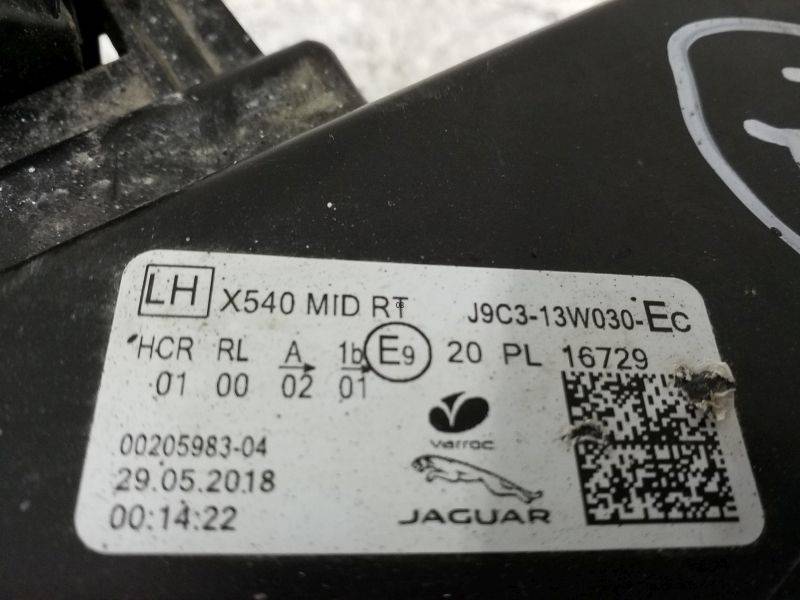 LH X540 MID RT J9C3-13W030-EC
HCR RL A 1b E9 20 PL 16729
01 00 02 01
varroc
00205983-04
29.05.2018
JAGUAR
00:14:22